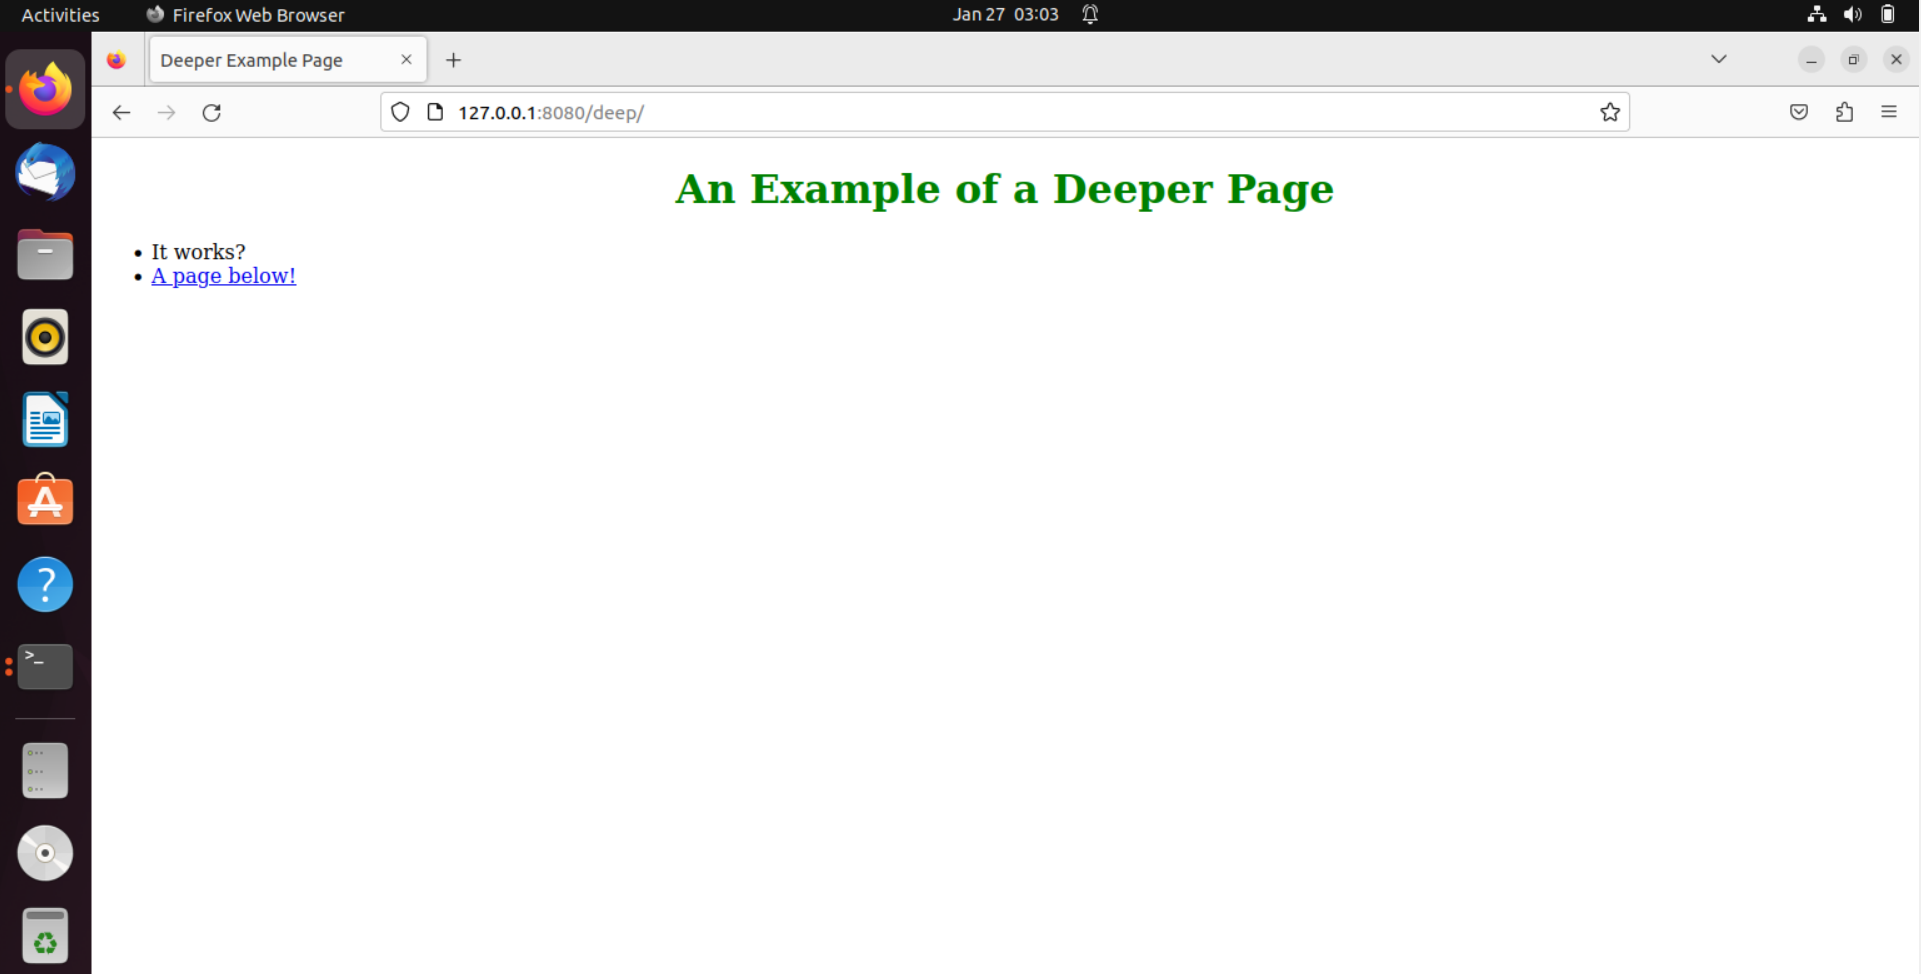 Activities Firefox Web Browser Jan 27 03:03
Deeper Example Page
127.0.0.1:8080/deep/
An Example of a Deeper Page
It works?
A page below!